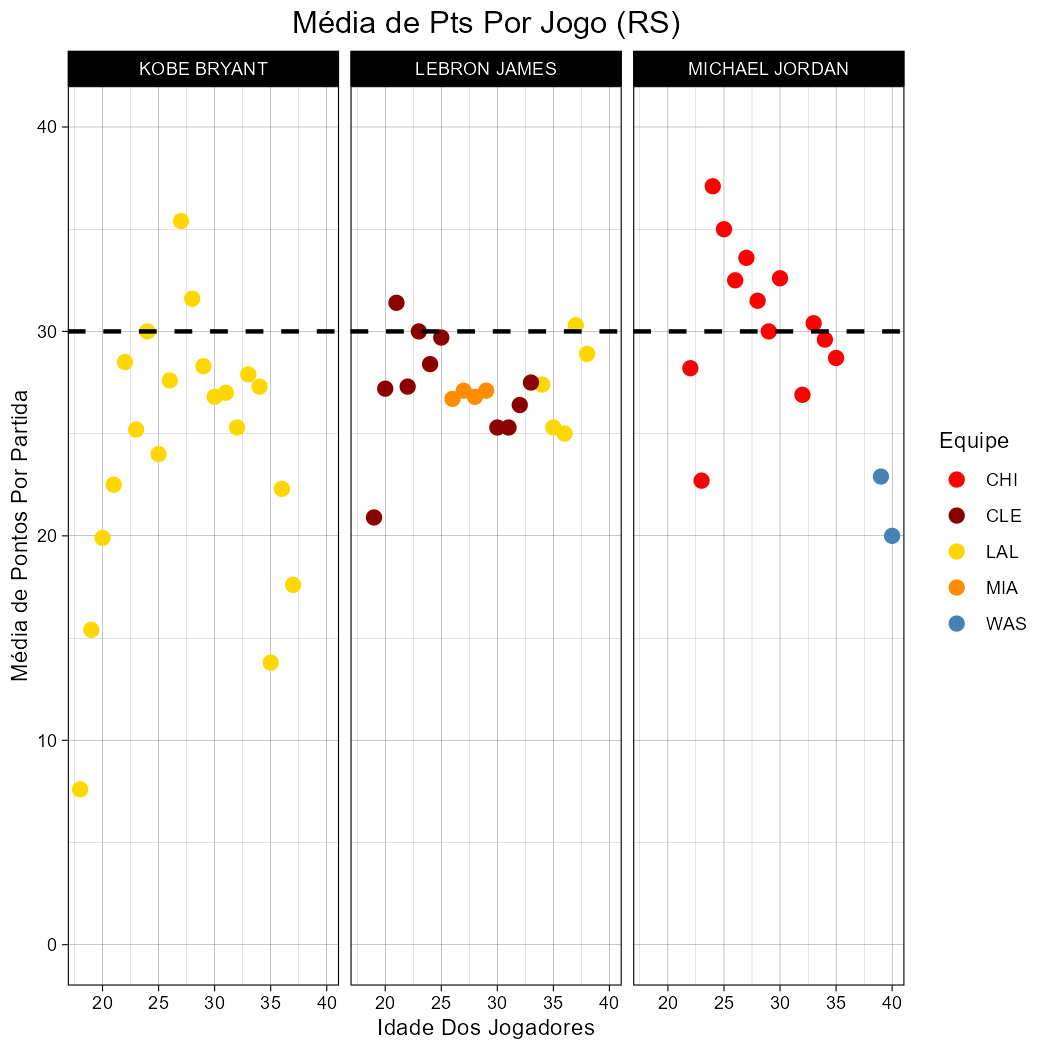 Média de Pts Por Jogo (RS)
KOBE BRYANT
LEBRON JAMES
MICHAEL JORDAN
Média de Pontos Por Partida
40
30
20
10
0
20 25 30 35 40
20 25 30 35 40
20 25 30 35 40
Idade Dos Jogadores
Equipe
CHI
CLE
LAL
MIA
WAS